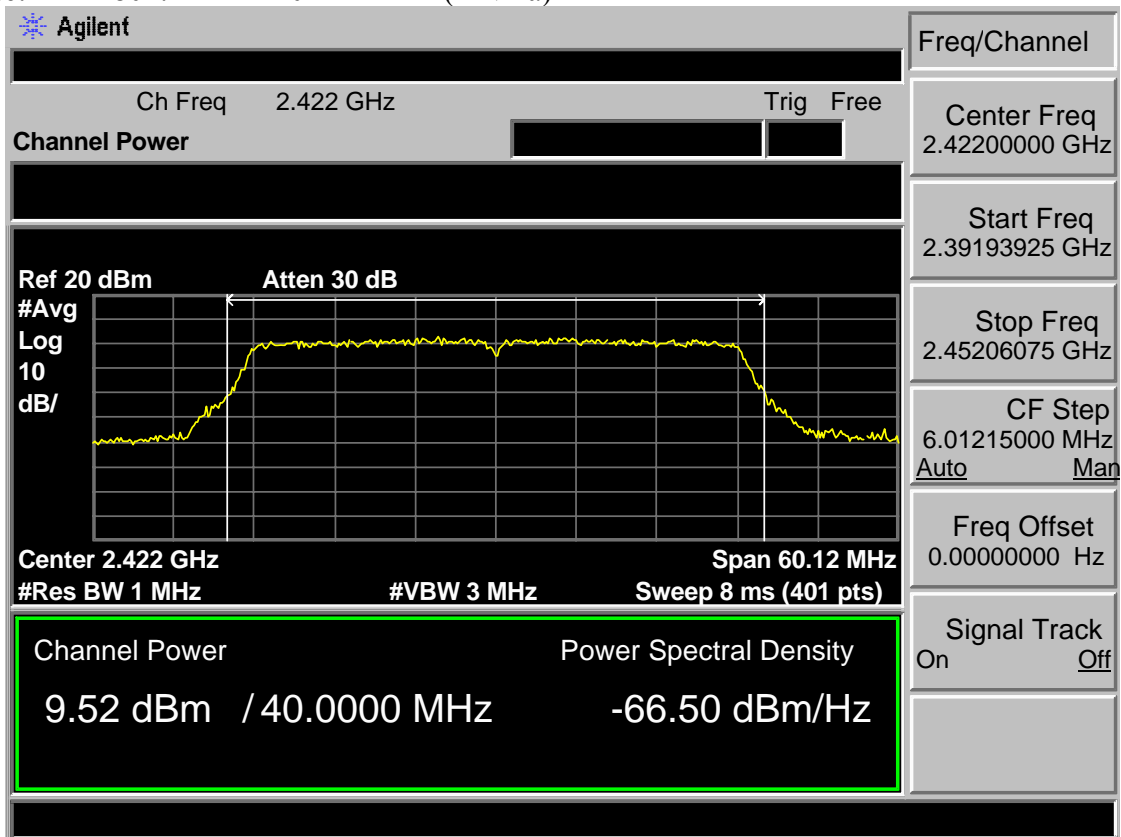 Agilent
Freq/Channel
Ch Freq 2.422 GHz Trig Free
Channel Power
Center Freq
2.42200000 GHz
Start Freq
2.39193925 GHz
Stop Freq
2.45206075 GHz
CF Step
6.01215000 MHz
Auto Man
Freq Offset
0.00000000 Hz
Signal Track
On Off
Ref 20 dBm Atten 30 dB
#Avg
Log
10
dB/
Center 2.422 GHz Span 60.12 MHz
#Res BW 1 MHz #VBW 3 MHz Sweep 8 ms (401 pts)
Channel Power Power Spectral Density
9.52 dBm / 40.0000 MHz -66.50 dBm/Hz